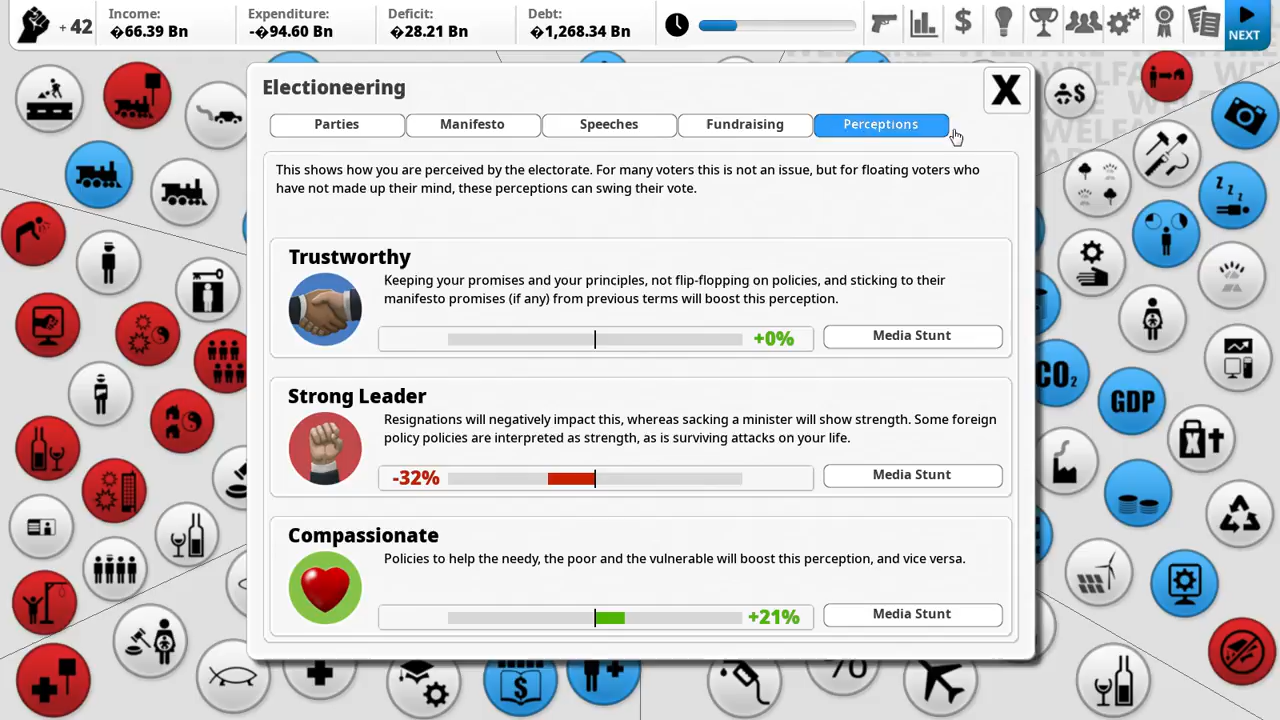 + 42
Income:
�66.39 Bn
Expenditure:
-�94.60 Bn
Deficit:
�28.21 Bn
Debt:
�1,268.34 Bn
$
NEXT
Electioneering
X
Parties
Manifesto
Speeches
Fundraising
Perceptions
This shows how you are perceived by the electorate. For many voters this is not an issue, but for floating voters who
have not made up their mind, these perceptions can swing their vote.
Trustworthy
Keeping your promises and your principles, not flip-flopping on policies, and sticking to their
manifesto promises (if any) from previous terms will boost this perception.
+0%
Media Stunt
Strong Leader
Resignations will negatively impact this, whereas sacking a minister will show strength. Some foreign
policy policies are interpreted as strength, as is surviving attacks on your life.
-32%
Media Stunt
Compassionate
Policies to help the needy, the poor and the vulnerable will boost this perception, and vice versa.
+21%
Media Stunt
CO₂
GDP